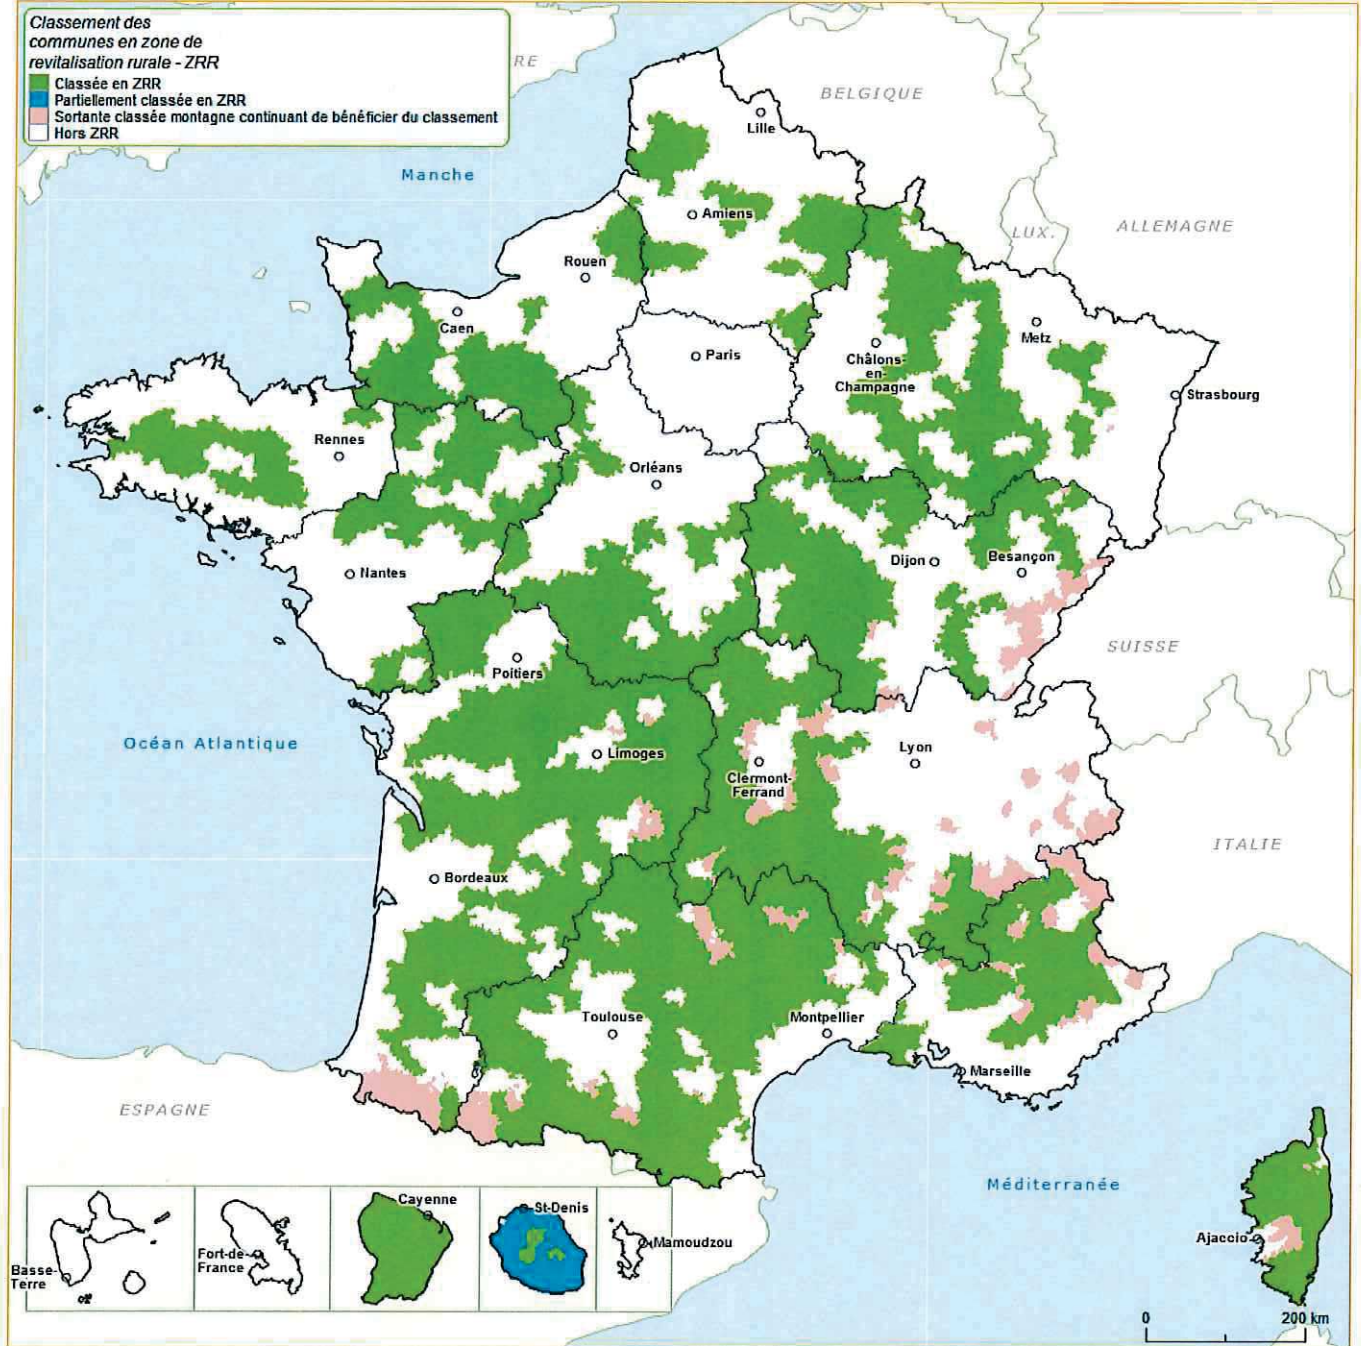 Classement des
communes en zone de
revitalisation rurale - ZRR
Classée en ZRR
Partiellement classée en ZRR
Sortante classée montagne continuant de bénéficier du classement
Hors ZRR
RE
BELGIQUE
Lille
Manche
Amiens
LUX.
ALLEMAGNE
Rouen
Caen
Paris
Metz
Châlons-
en-
Champagne
Strasbourg
Rennes
Orléans
Nantes
Dijon
Besançon
SUISSE
Poitiers
Océan Atlantique
Limoges
Lyon
Clermont-
Ferrand
ITALIE
Bordeaux
Toulouse
Montpellier
Marseille
ESPAGNE
Méditerranée
Ajaccio
Basse-
Terre
Fort-de-
France
Cayenne
St-Denis
Mamoudzou
0 200 km